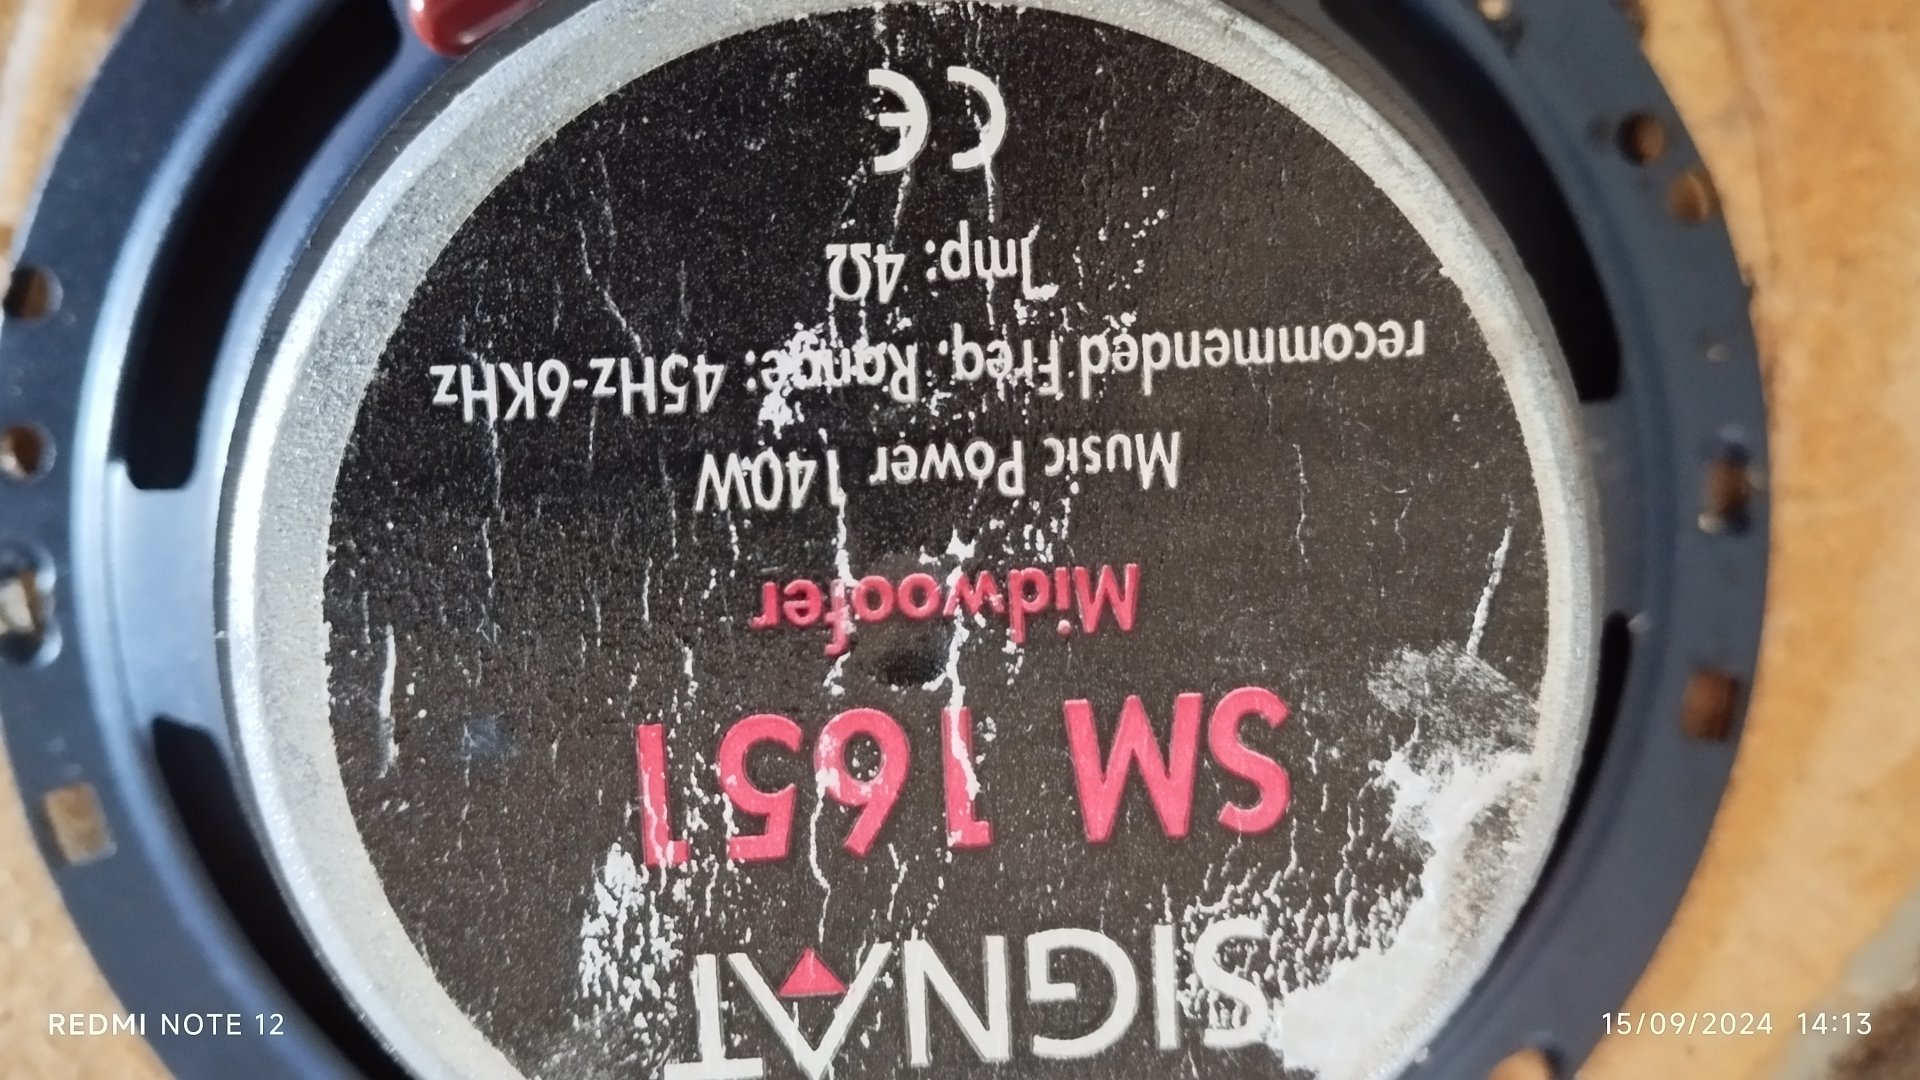 SIGNAT
SM 1651
Midwoofer
Music Power 140W
recommended Freq. Range: 45Hz-6KHz
Imp: 4Ω
CE
REDMI NOTE 12
15/09/2024 14:13